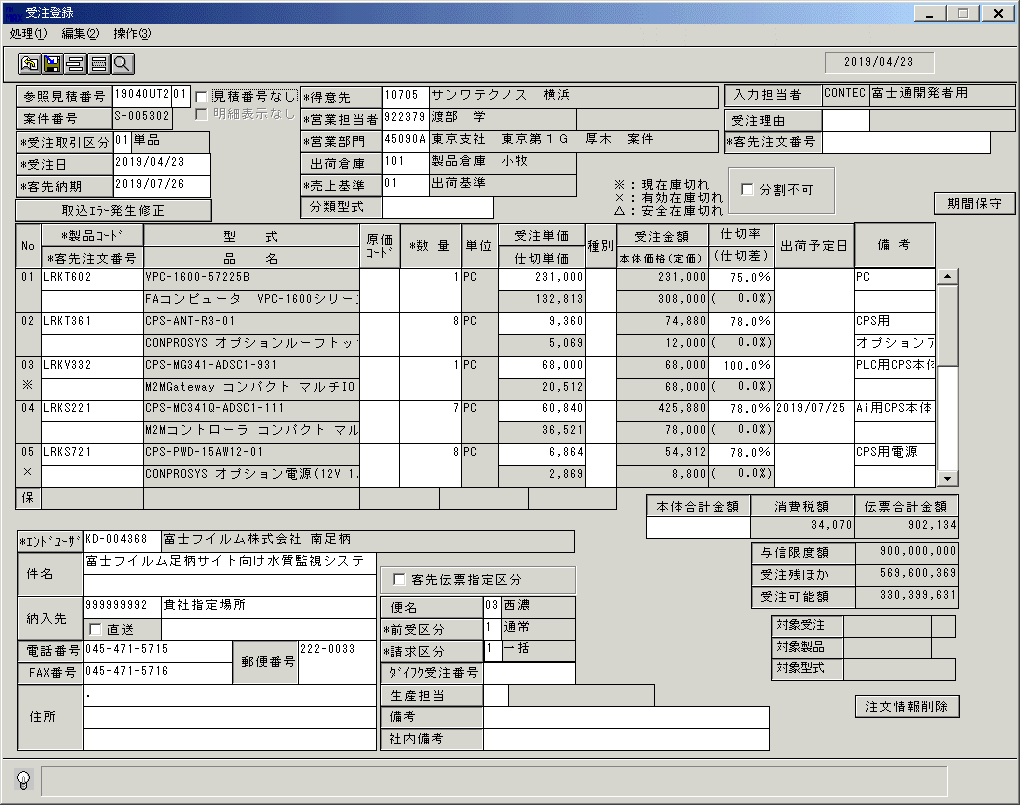 受注登録
処理(1) 編集(2) 操作(3)
2019/04/23
参照見積番号 19040UT2 01 見積番号なし
案件番号 S-005302 明細表示なし
*受注取引区分 01 単品
*受注日 2019/04/23
*客先納期 2019/07/26
取込エラー発生修正
*得意先 10705 サンワテクノス 横浜
*営業担当者 922379 渡部 学
*営業部門 45090A 東京支社 東京第1G 厚木 案件
出荷倉庫 101 製品倉庫 小牧
*売上基準 01 出荷基準
分類型式
入力担当者 CONTEC 富士通開発者用
受注理由
*客先注文番号
※：現在庫切れ
×：有効在庫切れ
△：安全在庫切れ
分割不可
期間保守
No *製品コード 型 式 原価コード *数 量 単位 受注単価 種別 受注金額 仕切率 出荷予定日 備 考
*客先注文番号 品 名 仕切単価 本体価格(定価) (仕切差)
01 LRKT602 VPC-1600-57225B 1 PC 231,000 231,000 75.0% PC
FAコンピュータ VPC-1600シリー 132,813 308,000 ( 0.0%)
02 LRKT361 CPS-ANT-R3-01 8 PC 9,360 74,880 78.0% CPS用
CONPROSYS オプションルーフトッ 5,069 12,000 ( 0.0%) オプションア
03 LRKV332 CPS-MG341-ADSC1-931 1 PC 68,000 68,000 100.0% PLC用CPS本体
※ M2MGateway コンパクト マルチIO 20,512 68,000 ( 0.0%)
04 LRKS221 CPS-MC341Q-ADSC1-111 7 PC 60,840 425,880 78.0% 2019/07/25 Ai用CPS本体
M2Mコントローラ コンパクト マル 36,521 78,000 ( 0.0%)
05 LRKS721 CPS-PWD-15AW12-01 8 PC 6,864 54,912 78.0% CPS用電源
× CONPROSYS オプション電源(12V 1. 2,869 8,800 ( 0.0%)
保
本体合計金額 消費税額 伝票合計金額
34,070 902,134
与信限度額 900,000,000
受注残ほか 569,600,369
受注可能額 330,399,631
対象受注
対象製品
対象型式
注文情報削除
*エンドユーザ KD-004368 富士フイルム株式会社 南足柄
件名 富士フイルム足柄サイト向け水質監視システ
納入先 999999992 貴社指定場所
直送
電話番号 045-471-5715 郵便番号 222-0033
FAX番号 045-471-5716
住所 .
客先伝票指定区分
便名 03 西濃
*前受区分 1 通常
*請求区分 1 一括
ダイフク受注番号
生産担当
備考
社内備考